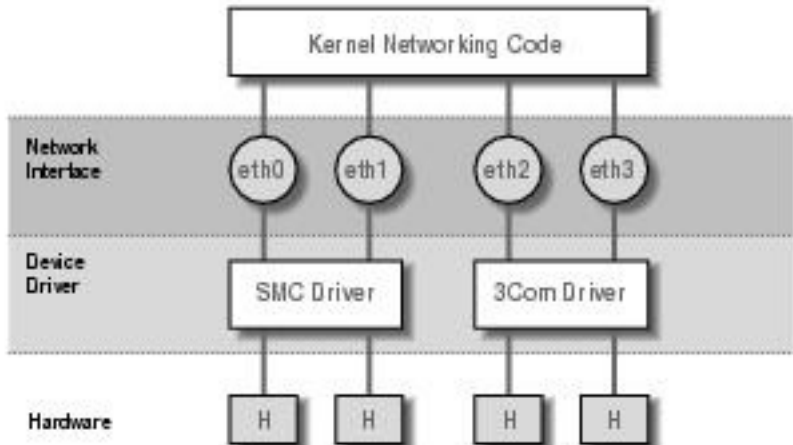 Kernel Networking Code
Network
Interface
eth0
eth1
eth2
eth3
Device
Driver
SMC Driver
3Com Driver
Hardware
H
H
H
H